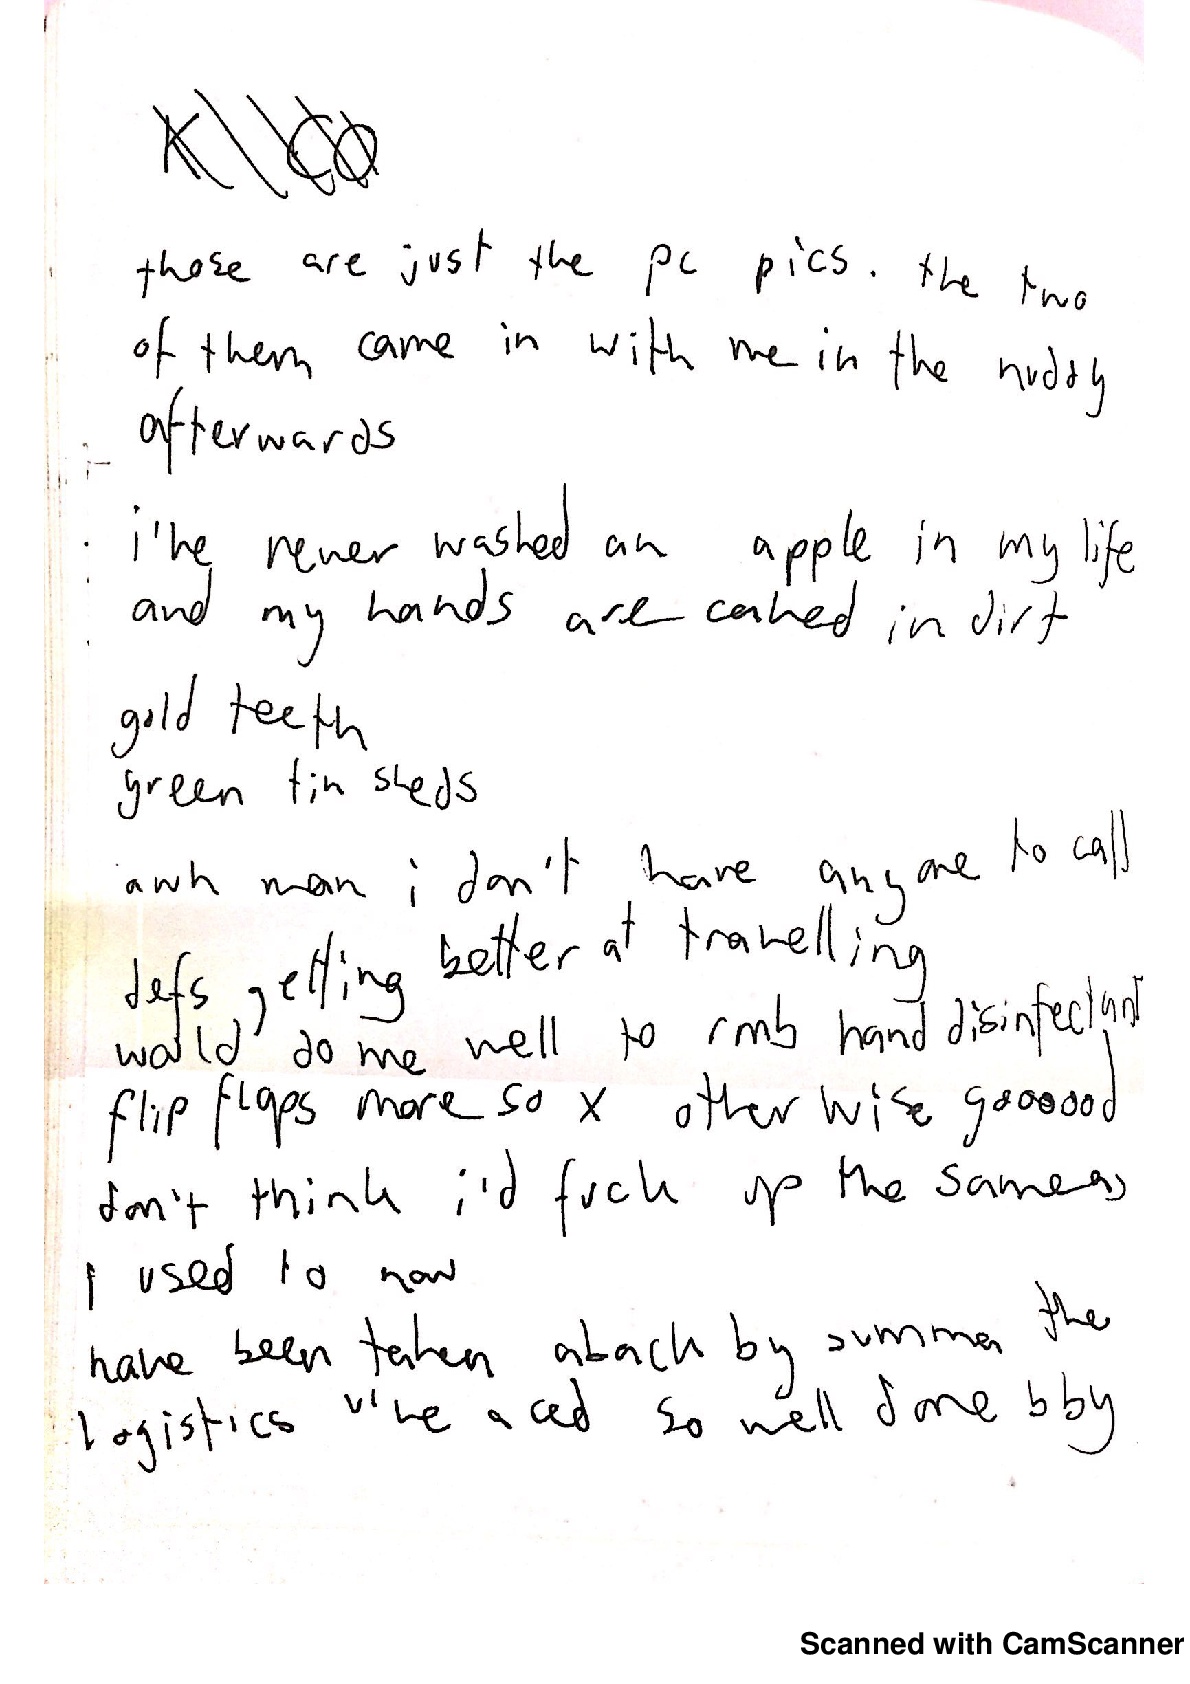 those are just the pc pics. the two
of them came in with me in the nuddy
afterwards
i've never washed an apple in my life
and my hands are caked in dirt
gold teeth
green tin sheds
awh man i don't have anyone to call
defs getting better at travelling
would do me well to rmb hand disinfectant
flip flops more so x otherwise goooood
don't think i'd fuck up the same as
i used to now
have been taken aback by summa the
logistics i've aced so well done bby
Scanned with CamScanner